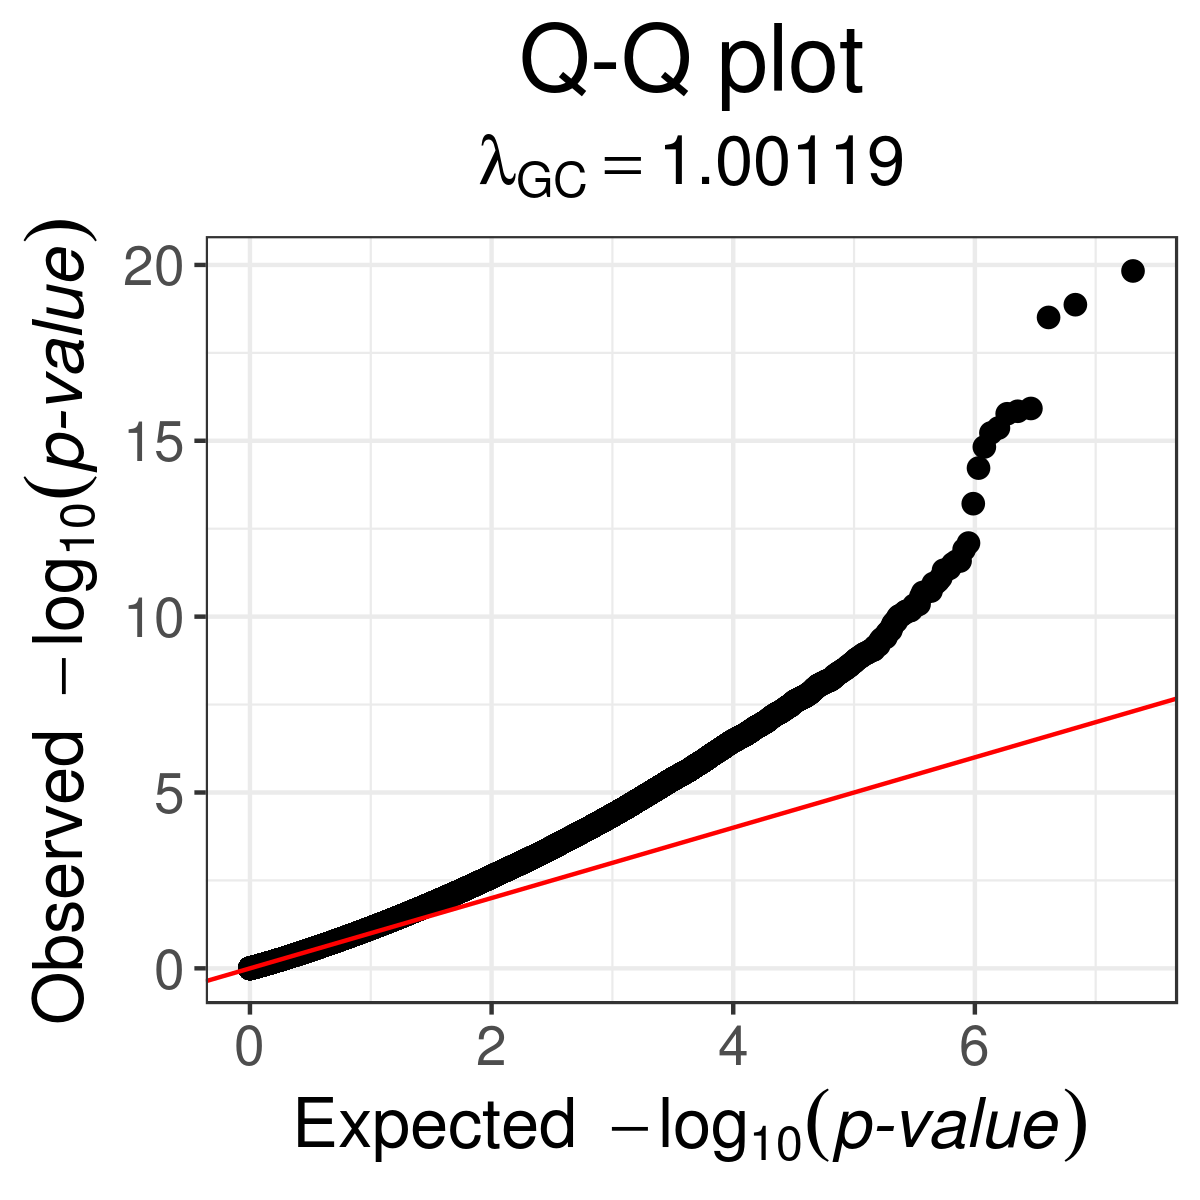 Q-Q plot
λGC = 1.00119
Observed −log10(p-value)
20
15
10
5
0
0 2 4 6
Expected −log10(p-value)